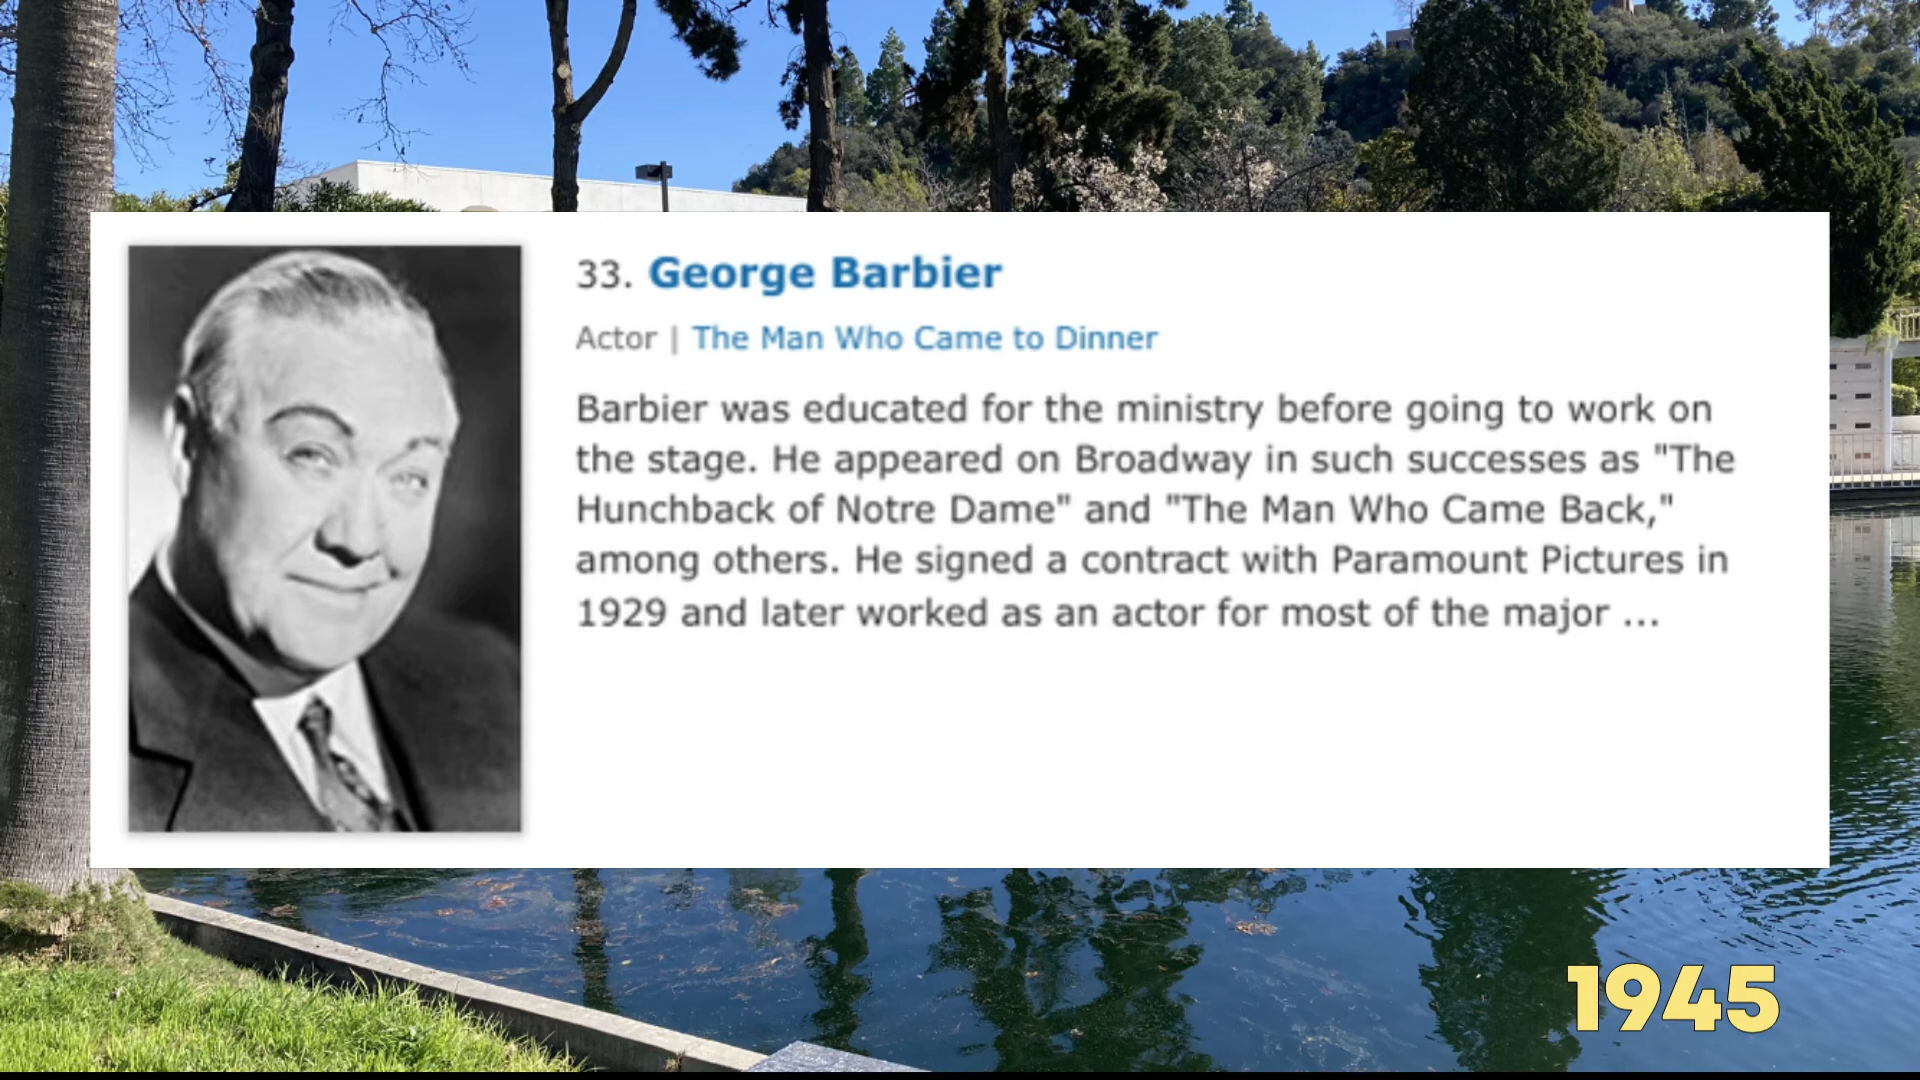 33. George Barbier
Actor | The Man Who Came to Dinner
Barbier was educated for the ministry before going to work on
the stage. He appeared on Broadway in such successes as "The
Hunchback of Notre Dame" and "The Man Who Came Back,"
among others. He signed a contract with Paramount Pictures in
1929 and later worked as an actor for most of the major ...
1945